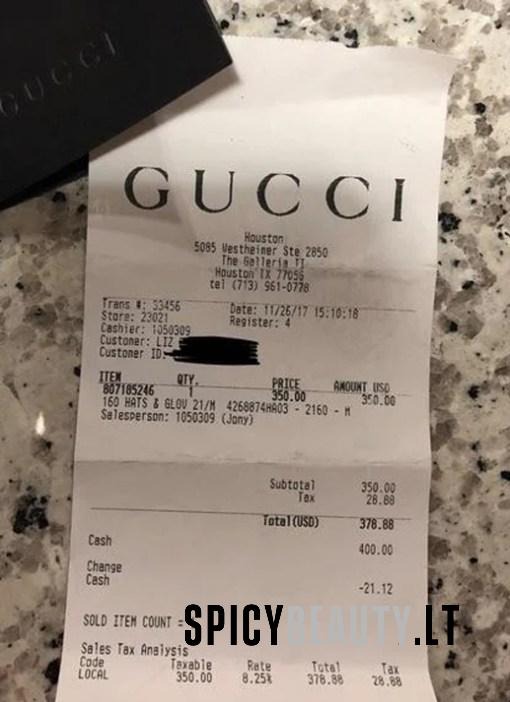 GUCCI
GUCCI
Houston
5085 Westheimer Ste 2850
The Galleria II
Houston TX 77056
tel (713) 961-0778
Trans #: 33456 Date: 11/26/17 15:10:18
Store: 23021 Register: 4
Cashier: 1050309
Customer: LIZ
Customer ID:
ITEM QTY. PRICE AMOUNT USD
807185246 1 350.00 350.00
160 HATS & GLOV 21/M 4268874HA03 - 2160 - M
Salesperson: 1050309 (Jony)
Subtotal 350.00
Tax 28.88
Total(USD) 378.88
Cash 400.00
Change
Cash -21.12
SOLD ITEM COUNT =
SPICYBEAUTY.LT
Sales Tax Analysis
Code Taxable Rate Total Tax
LOCAL 350.00 8.25% 378.88 28.88